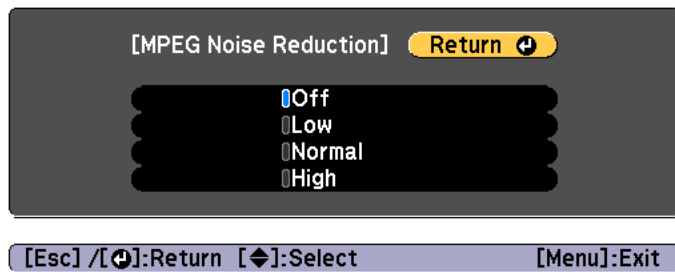 [MPEG Noise Reduction] Return
Off
Low
Normal
High
[Esc] /[⏎]:Return [◆]:Select [Menu]:Exit